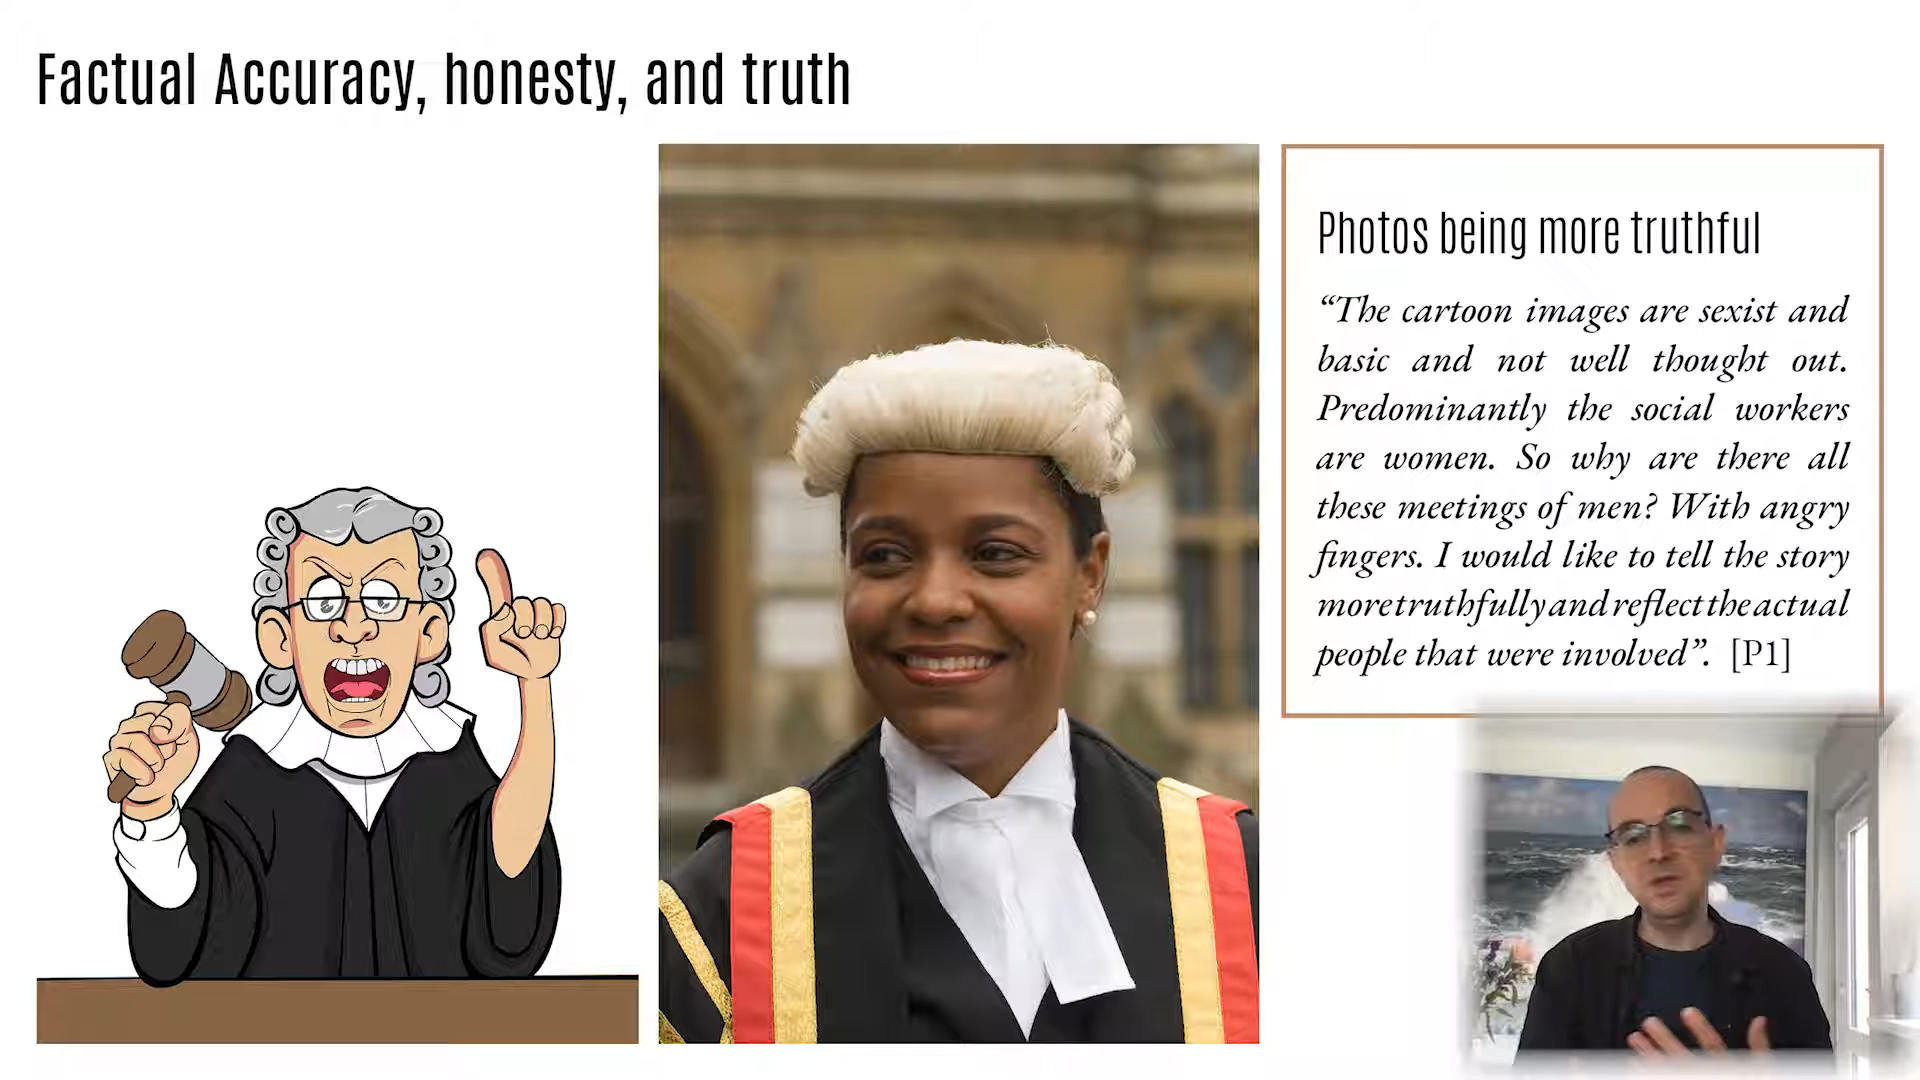 Factual Accuracy, honesty, and truth
Photos being more truthful
“The cartoon images are sexist and
basic and not well thought out.
Predominantly the social workers
are women. So why are there all
these meetings of men? With angry
fingers. I would like to tell the story
more truthfully and reflect the actual
people that were involved”. [P1]